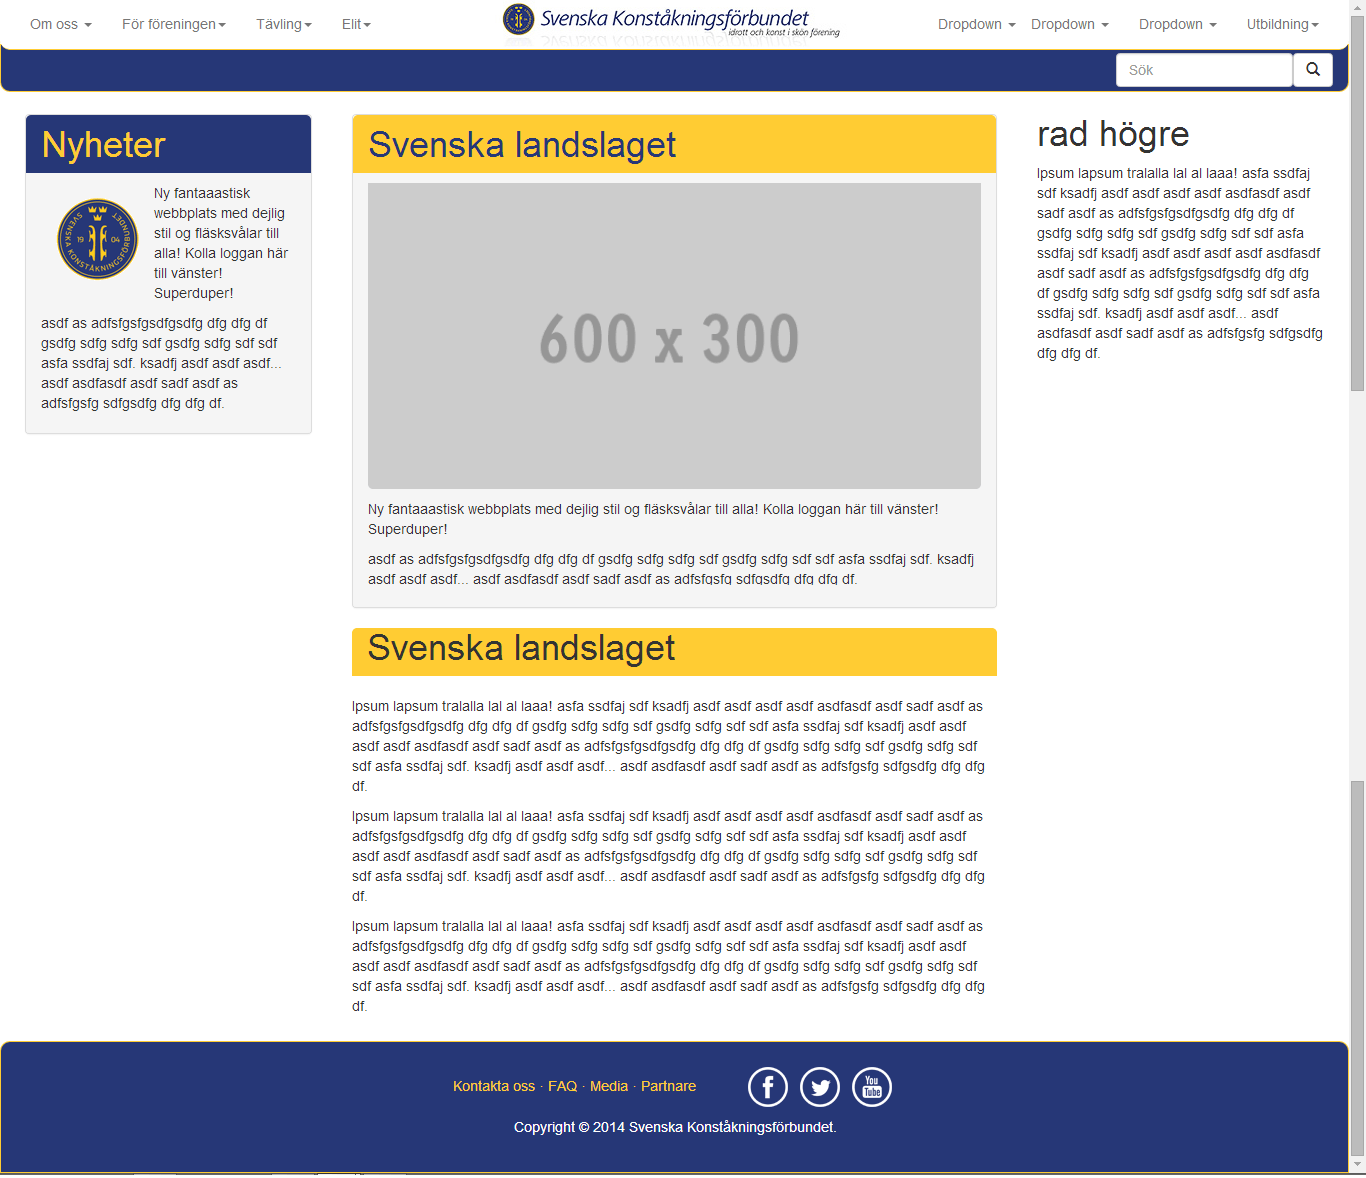 Om oss För föreningen Tävling Elit Svenska Konståkningsförbundet Dropdown Dropdown Dropdown Utbildning
idrott och konst i skön förening
Sök
Nyheter
SVENSKA KONSTÅKNINGSFÖRBUNDET
19 04
Ny fantaaastisk
webbplats med dejlig
stil og fläsksvålar till
alla! Kolla loggan här
till vänster!
Superduper!
asdf as adfsfgsfgsdfgsdfg dfg dfg df
gsdfg sdfg sdfg sdf gsdfg sdfg sdf sdf
asfa ssdfaj sdf. ksadfj asdf asdf asdf...
asdf asdfasdf asdf sadf asdf as
adfsfgsfg sdfgsdfg dfg dfg df.
Svenska landslaget
600 x 300
Ny fantaaastisk webbplats med dejlig stil og fläsksvålar till alla! Kolla loggan här till vänster!
Superduper!
asdf as adfsfgsfgsdfgsdfg dfg dfg df gsdfg sdfg sdfg sdf gsdfg sdfg sdf sdf asfa ssdfaj sdf. ksadfj
asdf asdf asdf... asdf asdfasdf asdf sadf asdf as adfsfgsfg sdfgsdfg dfg dfg df.
Svenska landslaget
Ipsum lapsum tralalla lal al laaa! asfa ssdfaj sdf ksadfj asdf asdf asdf asdf asdfasdf asdf sadf asdf as
adfsfgsfgsdfgsdfg dfg dfg df gsdfg sdfg sdfg sdf gsdfg sdfg sdf sdf asfa ssdfaj sdf ksadfj asdf asdf
asdf asdf asdfasdf asdf sadf asdf as adfsfgsfgsdfgsdfg dfg dfg df gsdfg sdfg sdfg sdf gsdfg sdfg sdf
sdf asfa ssdfaj sdf. ksadfj asdf asdf asdf... asdf asdfasdf asdf sadf asdf as adfsfgsfg sdfgsdfg dfg dfg
df.
Ipsum lapsum tralalla lal al laaa! asfa ssdfaj sdf ksadfj asdf asdf asdf asdf asdfasdf asdf sadf asdf as
adfsfgsfgsdfgsdfg dfg dfg df gsdfg sdfg sdfg sdf gsdfg sdfg sdf sdf asfa ssdfaj sdf ksadfj asdf asdf
asdf asdf asdfasdf asdf sadf asdf as adfsfgsfgsdfgsdfg dfg dfg df gsdfg sdfg sdfg sdf gsdfg sdfg sdf
sdf asfa ssdfaj sdf. ksadfj asdf asdf asdf... asdf asdfasdf asdf sadf asdf as adfsfgsfg sdfgsdfg dfg dfg
df.
Ipsum lapsum tralalla lal al laaa! asfa ssdfaj sdf ksadfj asdf asdf asdf asdf asdfasdf asdf sadf asdf as
adfsfgsfgsdfgsdfg dfg dfg df gsdfg sdfg sdfg sdf gsdfg sdfg sdf sdf asfa ssdfaj sdf ksadfj asdf asdf
asdf asdf asdfasdf asdf sadf asdf as adfsfgsfgsdfgsdfg dfg dfg df gsdfg sdfg sdfg sdf gsdfg sdfg sdf
sdf asfa ssdfaj sdf. ksadfj asdf asdf asdf... asdf asdfasdf asdf sadf asdf as adfsfgsfg sdfgsdfg dfg dfg
df.
rad högre
Ipsum lapsum tralalla lal al laaa! asfa ssdfaj
sdf ksadfj asdf asdf asdf asdf asdfasdf asdf
sadf asdf as adfsfgsfgsdfgsdfg dfg dfg df
gsdfg sdfg sdfg sdf gsdfg sdfg sdf sdf asfa
ssdfaj sdf ksadfj asdf asdf asdf asdf asdfasdf
asdf sadf asdf as adfsfgsfgsdfgsdfg dfg dfg
df gsdfg sdfg sdfg sdf gsdfg sdfg sdf sdf asfa
ssdfaj sdf. ksadfj asdf asdf asdf... asdf
asdfasdf asdf sadf asdf as adfsfgsfg sdfgsdfg
dfg dfg df.
Kontakta oss · FAQ · Media · Partnare
You
Tube
Copyright © 2014 Svenska Konståkningsförbundet.